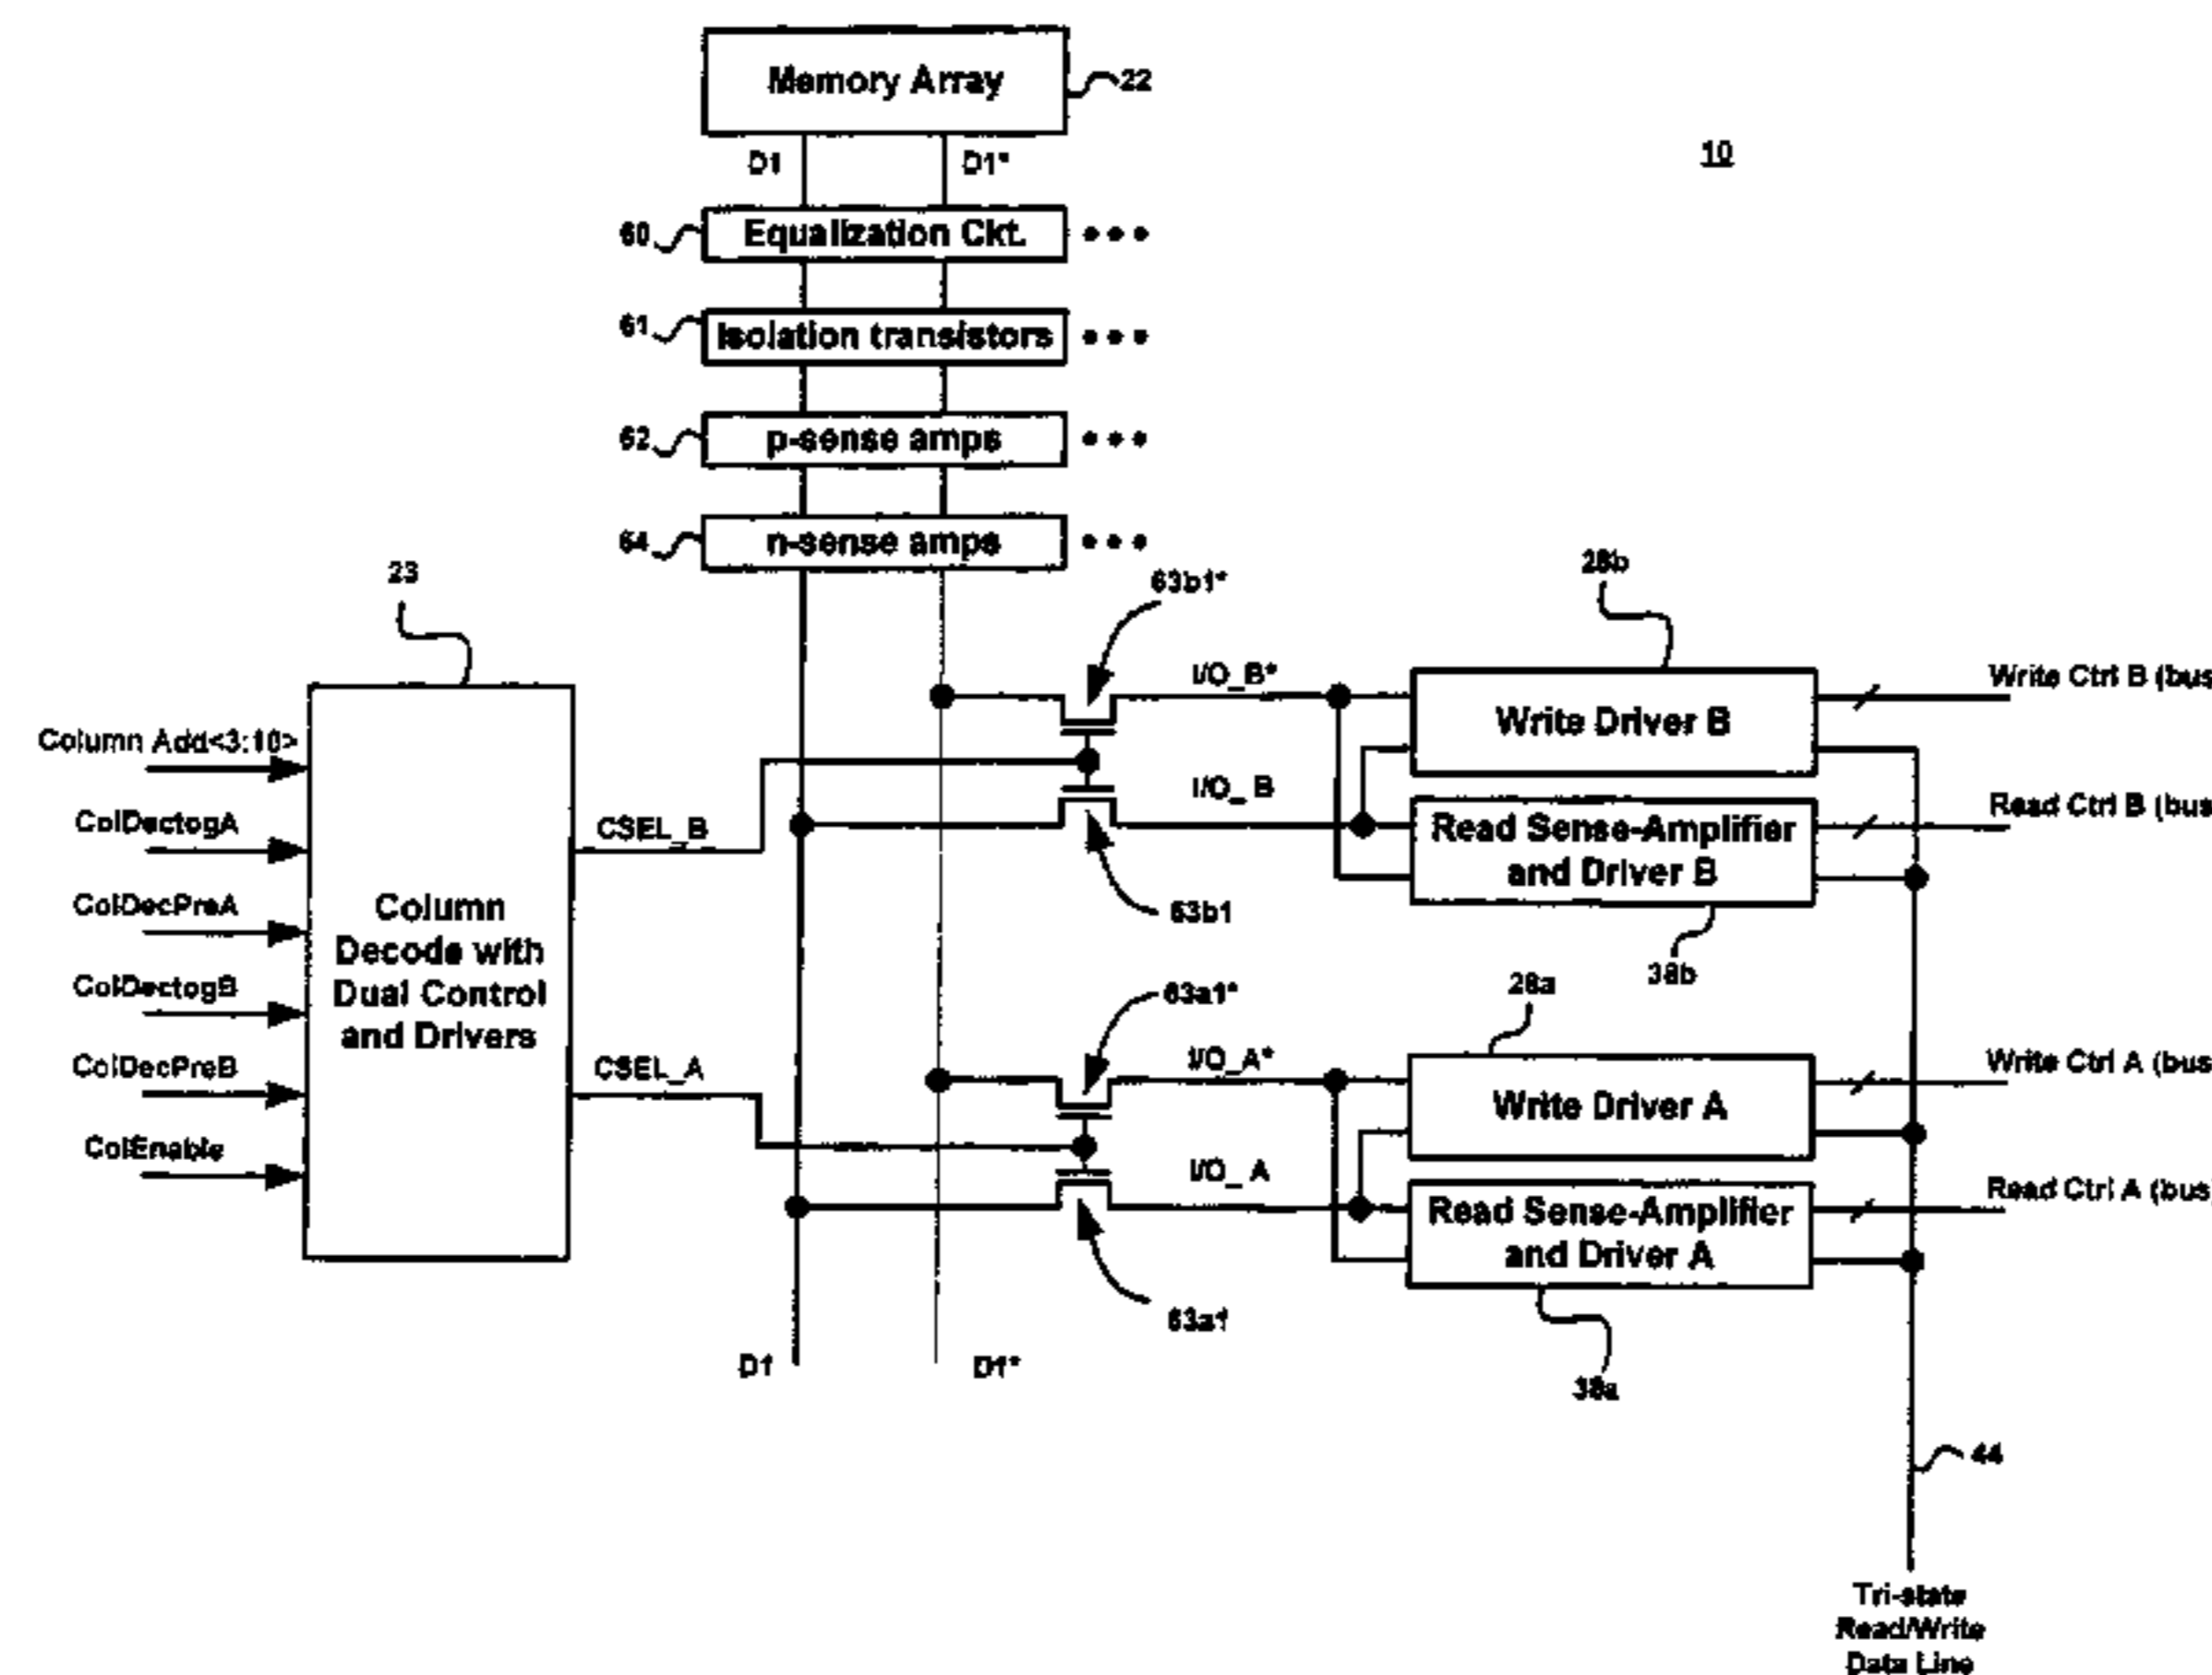 Memory Array
22
10
D1
D1*
60
Equalization Ckt.
61
Isolation transistors
62
p-sense amps
64
n-sense amps
23
63b1*
28b
I/O_B*
Write Driver B
Write Ctrl B (bus
Column Add<3:10>
I/O_B
Read Ctrl B (bus
ColDectogA
CSEL_B
Read Sense-Amplifier
and Driver B
ColDecPreA
63b1
38b
Column
Decode with
Dual Control
and Drivers
ColDectogB
63a1*
28a
ColDecPreB
CSEL_A
I/O_A*
Write Driver A
Write Ctrl A (bus
ColEnable
I/O_A
Read Ctrl A (bus
Read Sense-Amplifier
and Driver A
63a1
38a
D1
D1*
44
Tri-state
Read/Write
Data Line